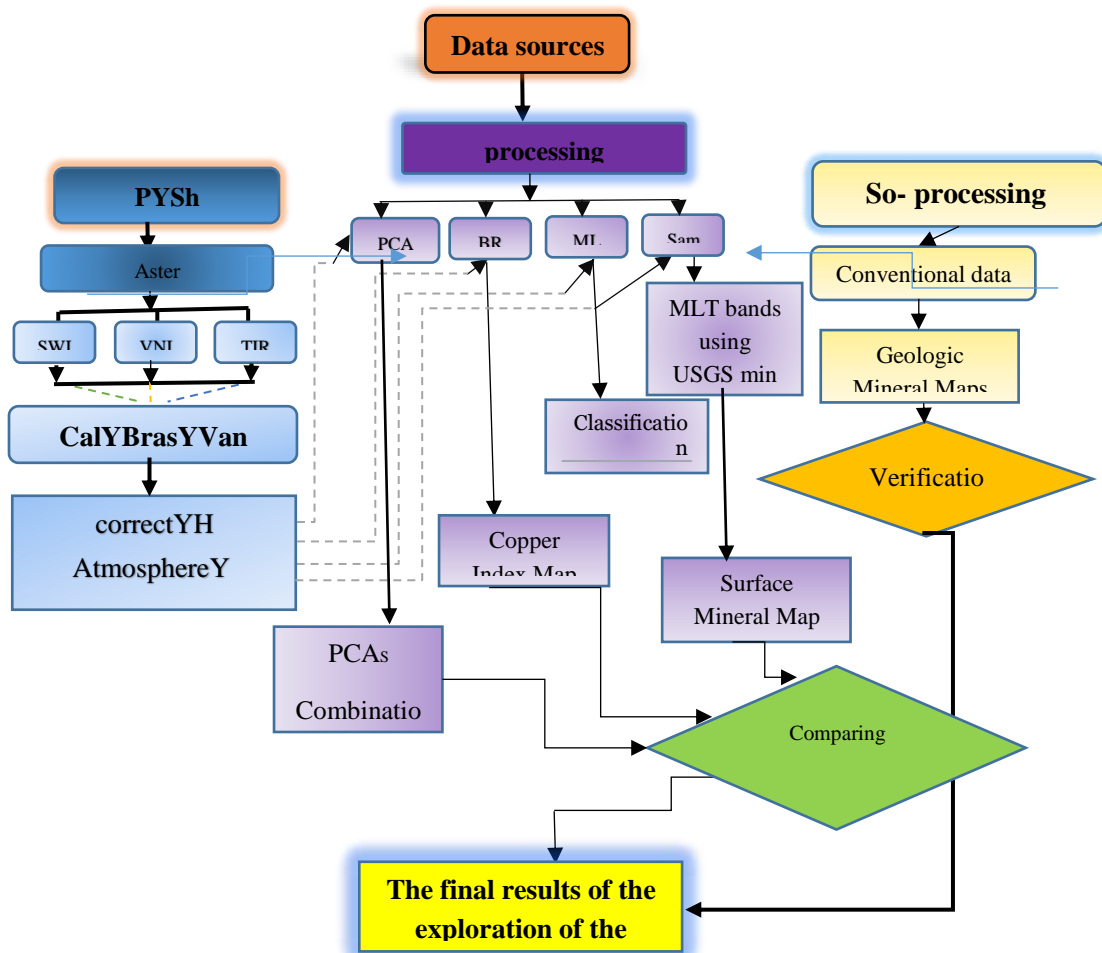 Data sources
processing
PYSh
So- processing
PCA
BR
ML
Sam
Aster
Conventional data
SWI
VNI
TIR
MLT bands
using
USGS min
Geologic
Mineral Maps
CalYBrasYVan
Classificatio
n
Verificatio
correctYH
AtmosphereY
Copper
Index Map
Surface
Mineral Map
PCAs
Combinatio
Comparing
The final results of the
exploration of the